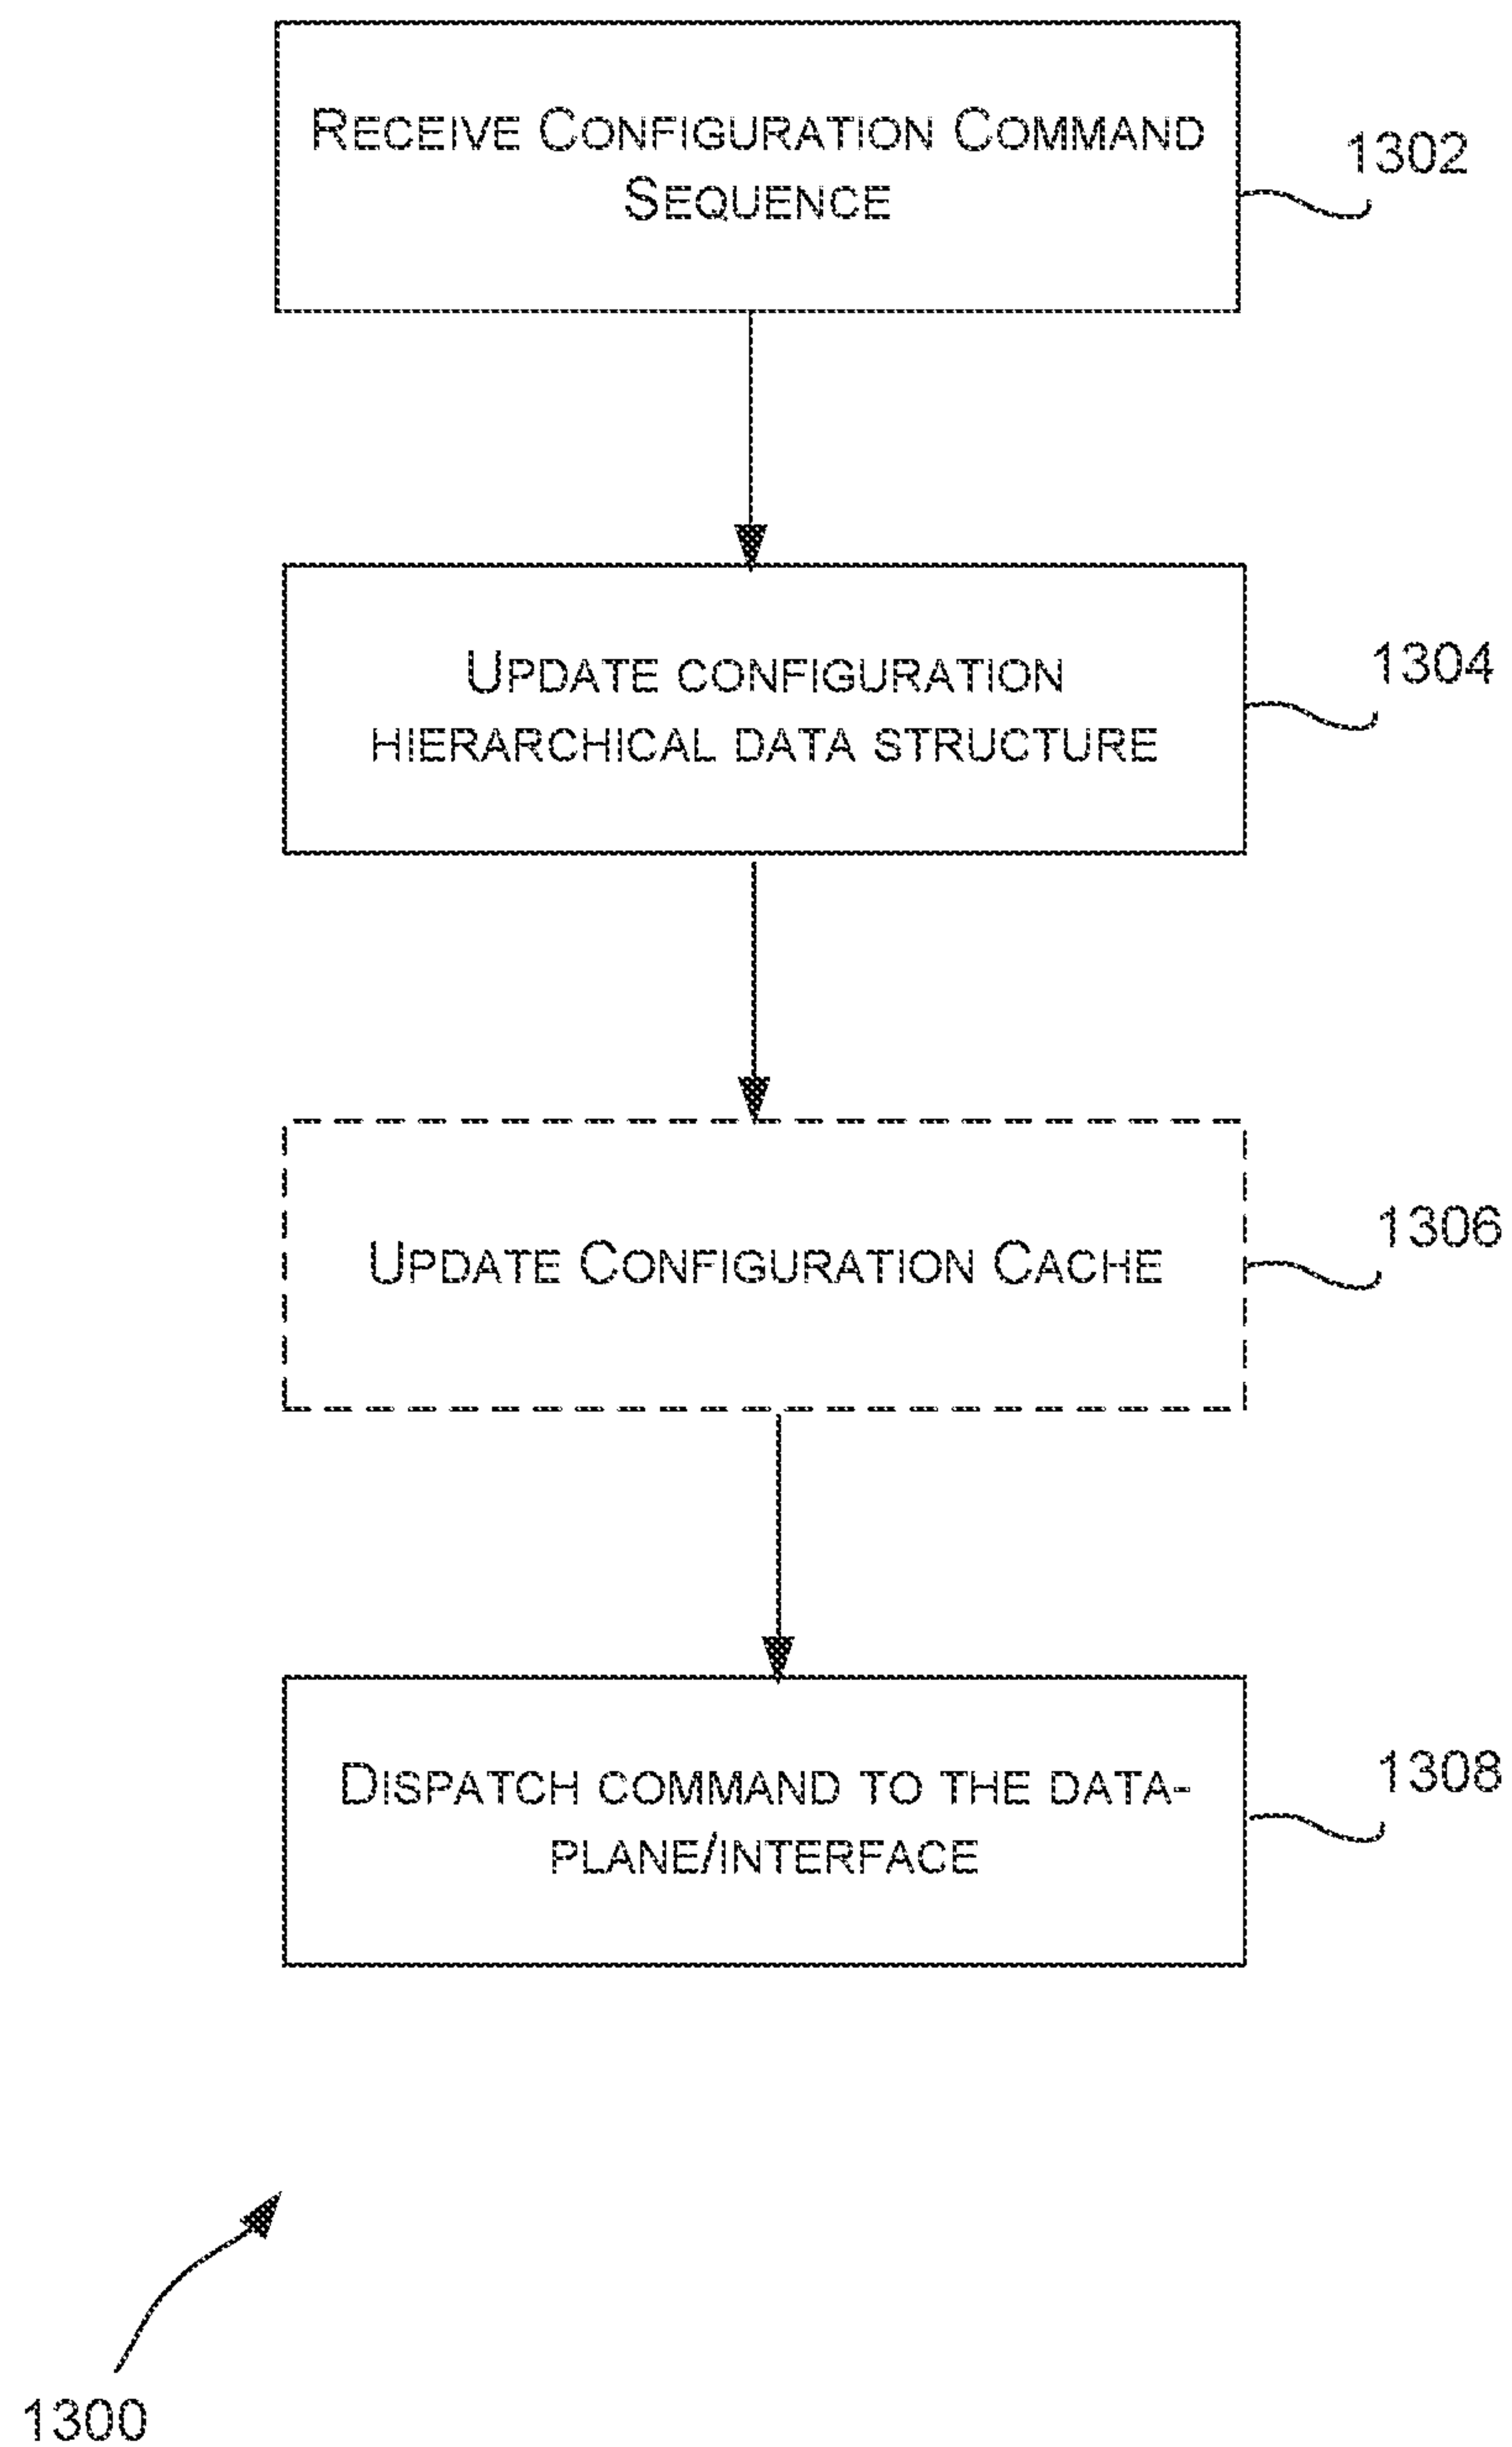 RECEIVE CONFIGURATION COMMAND
SEQUENCE
1302
UPDATE CONFIGURATION
HIERARCHICAL DATA STRUCTURE
1304
UPDATE CONFIGURATION CACHE
1306
DISPATCH COMMAND TO THE DATA-
PLANE/INTERFACE
1308
1300